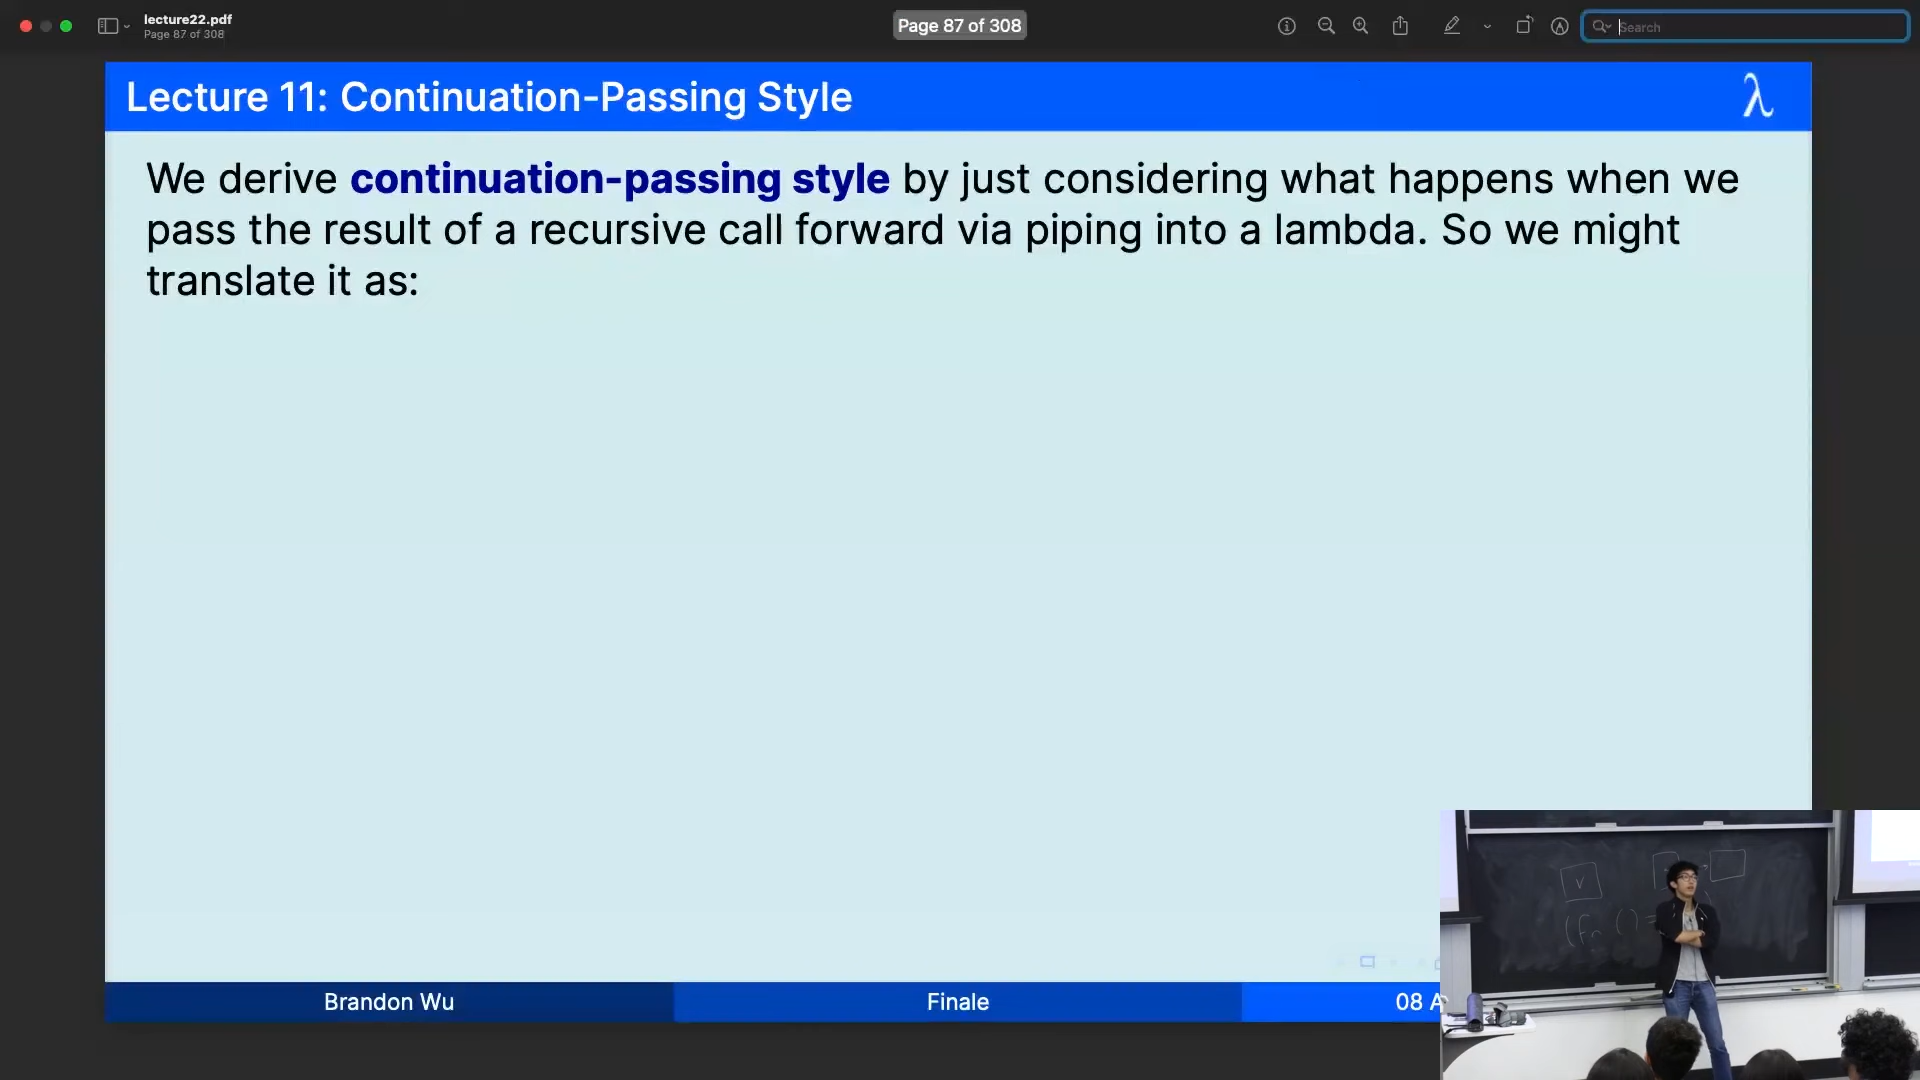 lecture22.pdf
Page 87 of 308
Page 87 of 308
Search
Lecture 11: Continuation-Passing Style
λ
We derive continuation-passing style by just considering what happens when we
pass the result of a recursive call forward via piping into a lambda. So we might
translate it as:
v
(fn () =
Brandon Wu
Finale
08 A